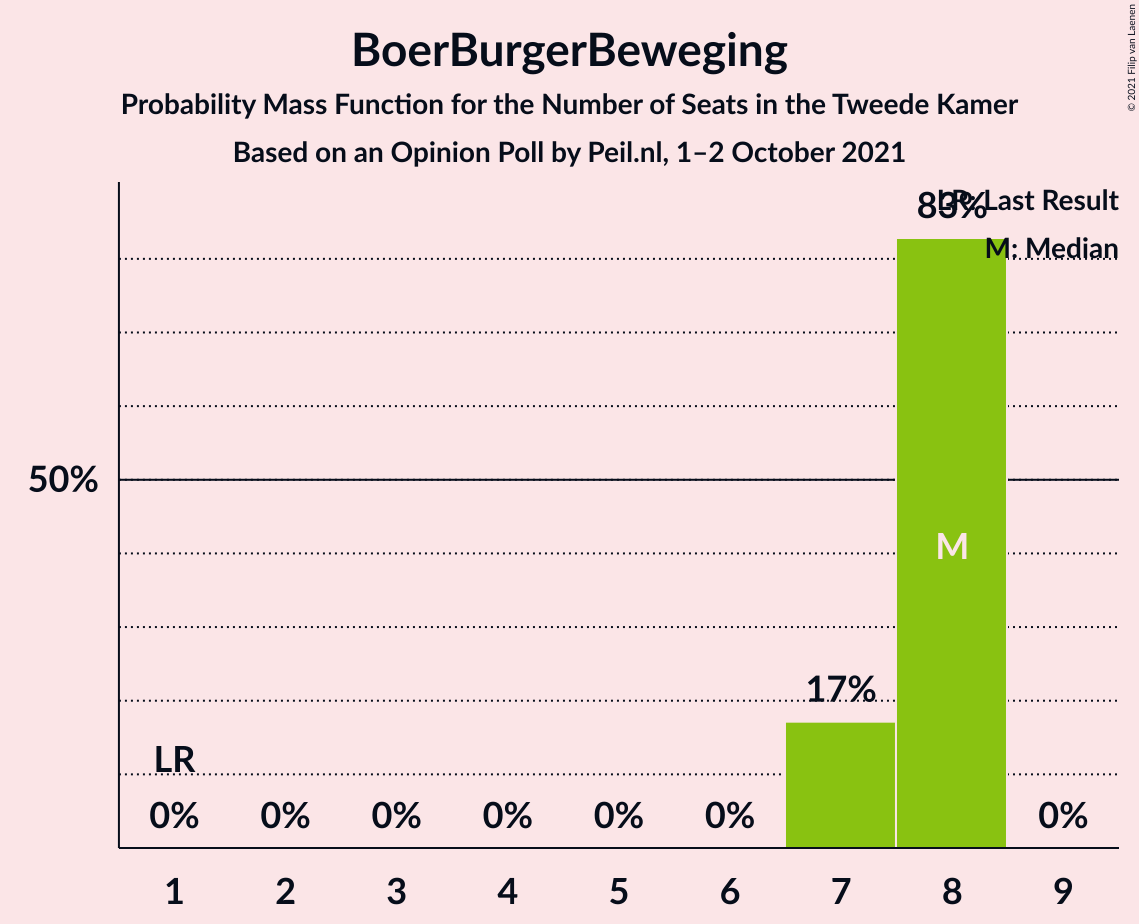 BoerBurgerBeweging
Probability Mass Function for the Number of Seats in the Tweede Kamer
Based on an Opinion Poll by Peil.nl, 1–2 October 2021
© 2021 Filip van Laenen
LR: Last Result
M: Median
83%
50%
M
17%
LR
0% 0% 0% 0% 0% 0% 0%
1 2 3 4 5 6 7 8 9